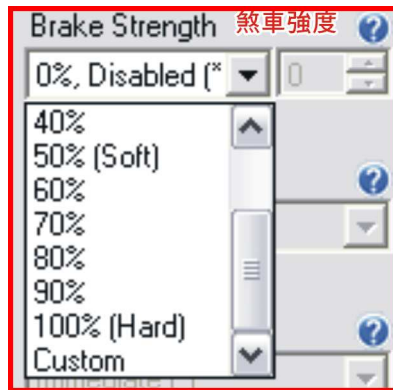 Brake Strength 煞車強度
0%, Disabled (* 0
40%
50% (Soft)
60%
70%
80%
90%
100% (Hard)
Custom